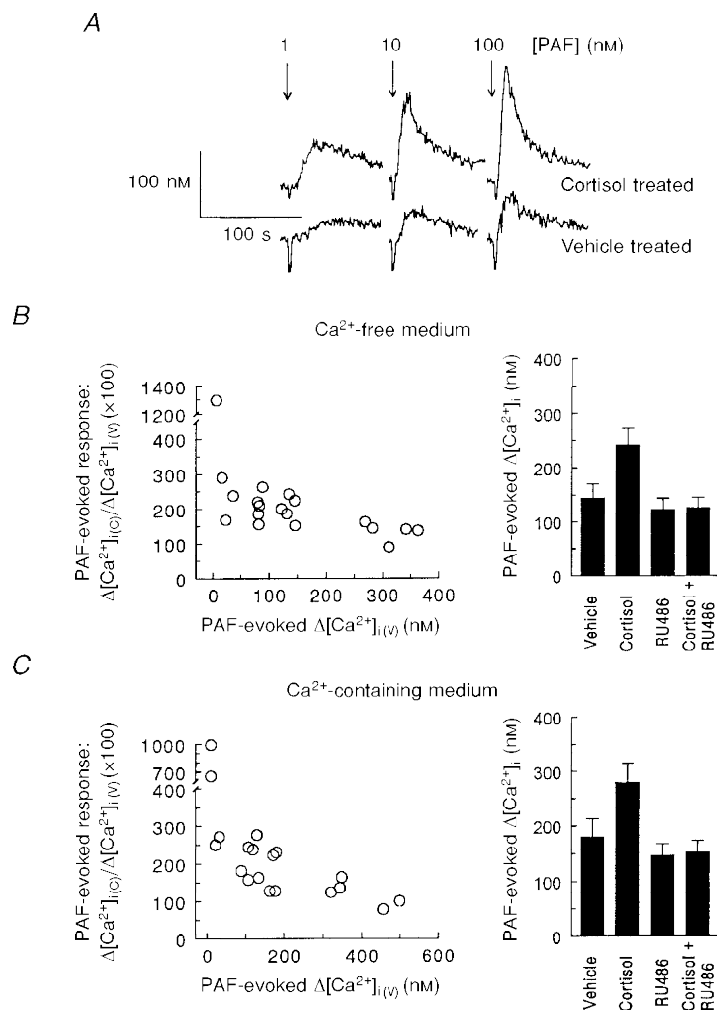 A
1 10 100 [PAF] (nM)
100 nM
100 s
Cortisol treated
Vehicle treated
B
Ca²⁺-free medium
PAF-evoked response:
Δ[Ca²⁺]i(C)/Δ[Ca²⁺]i(V) (×100)
1400
1200
400
300
200
100
0
0 100 200 300 400
PAF-evoked Δ[Ca²⁺]i(V) (nM)
PAF-evoked Δ[Ca²⁺]i (nM)
400
300
200
100
0
Vehicle
Cortisol
RU486
Cortisol +
RU486
C
Ca²⁺-containing medium
PAF-evoked response:
Δ[Ca²⁺]i(C)/Δ[Ca²⁺]i(V) (×100)
1000
700
400
300
200
100
0
0 200 400 600
PAF-evoked Δ[Ca²⁺]i(V) (nM)
PAF-evoked Δ[Ca²⁺]i (nM)
400
300
200
100
0
Vehicle
Cortisol
RU486
Cortisol +
RU486